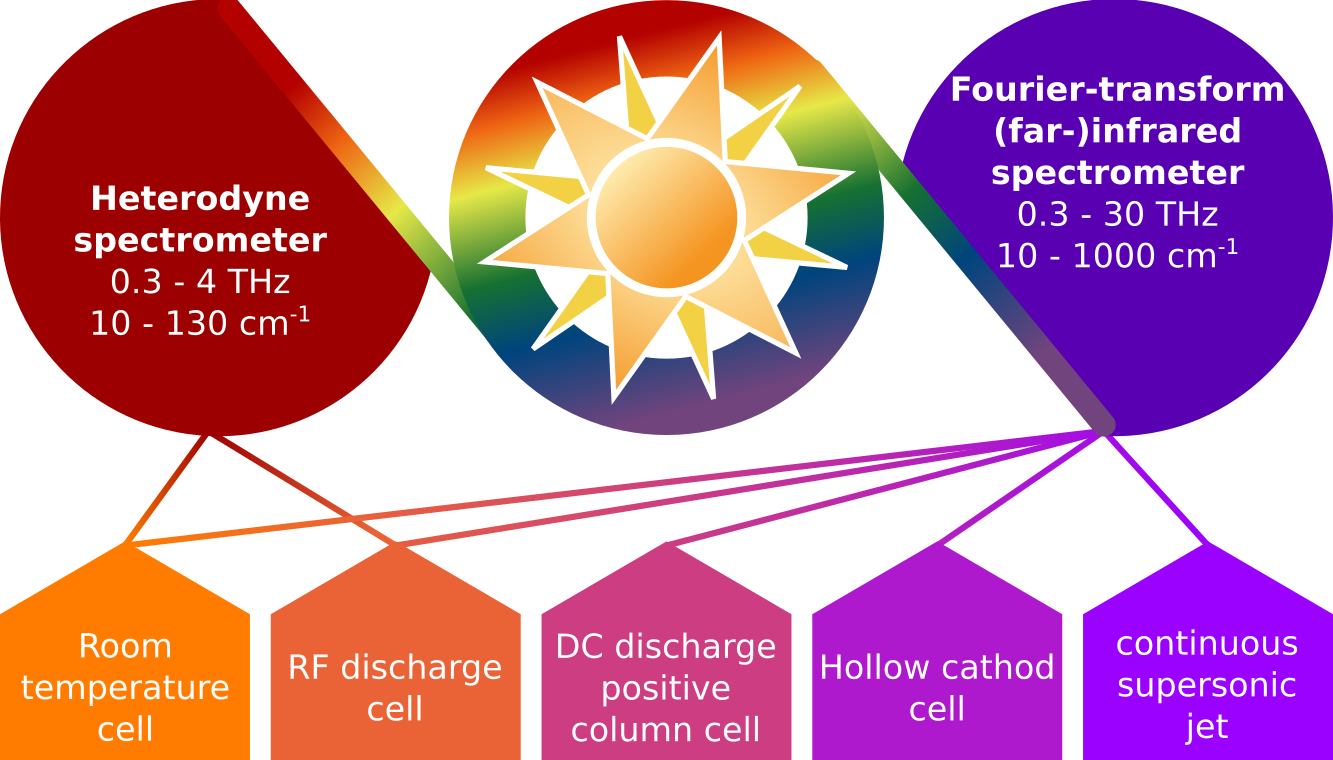 Heterodyne
spectrometer
0.3 - 4 THz
10 - 130 cm⁻¹
Fourier-transform
(far-)infrared
spectrometer
0.3 - 30 THz
10 - 1000 cm⁻¹
Room
temperature
cell
RF discharge
cell
DC discharge
positive
column cell
Hollow cathod
cell
continuous
supersonic
jet